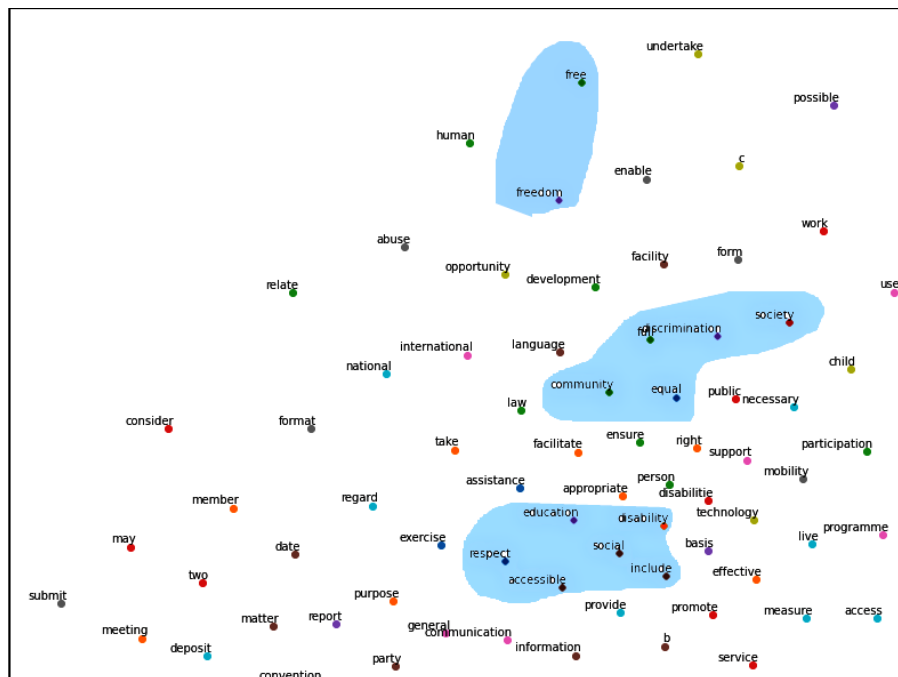 undertake
free
possible
human
c
enable
freedom
work
abuse
form
facility
opportunity
development
relate
use
society
discrimination
full
international
language
child
national
community
equal
public
necessary
law
consider
format
ensure
right
take
facilitate
participation
support
mobility
person
assistance
appropriate
disabilitie
member
regard
education
disability
technology
programme
may
exercise
live
date
basis
social
respect
include
two
accessible
effective
submit
purpose
provide
promote
measure
access
matter
report
general
communication
meeting
deposit
information
b
party
service
convention